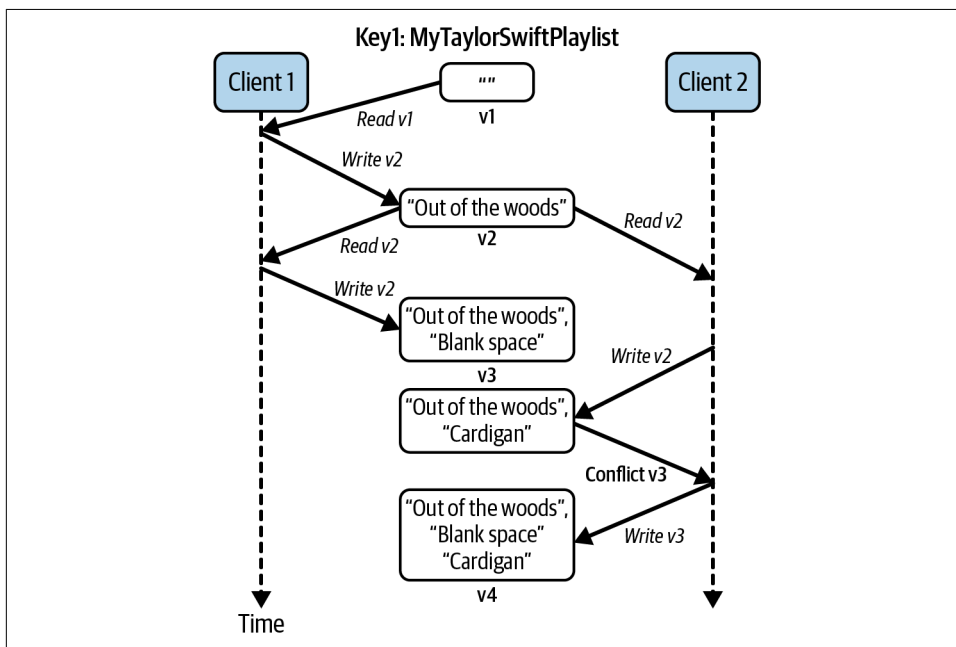 Key1: MyTaylorSwiftPlaylist
Client 1
“”
Client 2
v1
Read v1
Write v2
“Out of the woods”
v2
Read v2
Read v2
Write v2
“Out of the woods”,
“Blank space”
v3
Write v2
“Out of the woods”,
“Cardigan”
Conflict v3
“Out of the woods”,
“Blank space”
“Cardigan”
Write v3
v4
Time